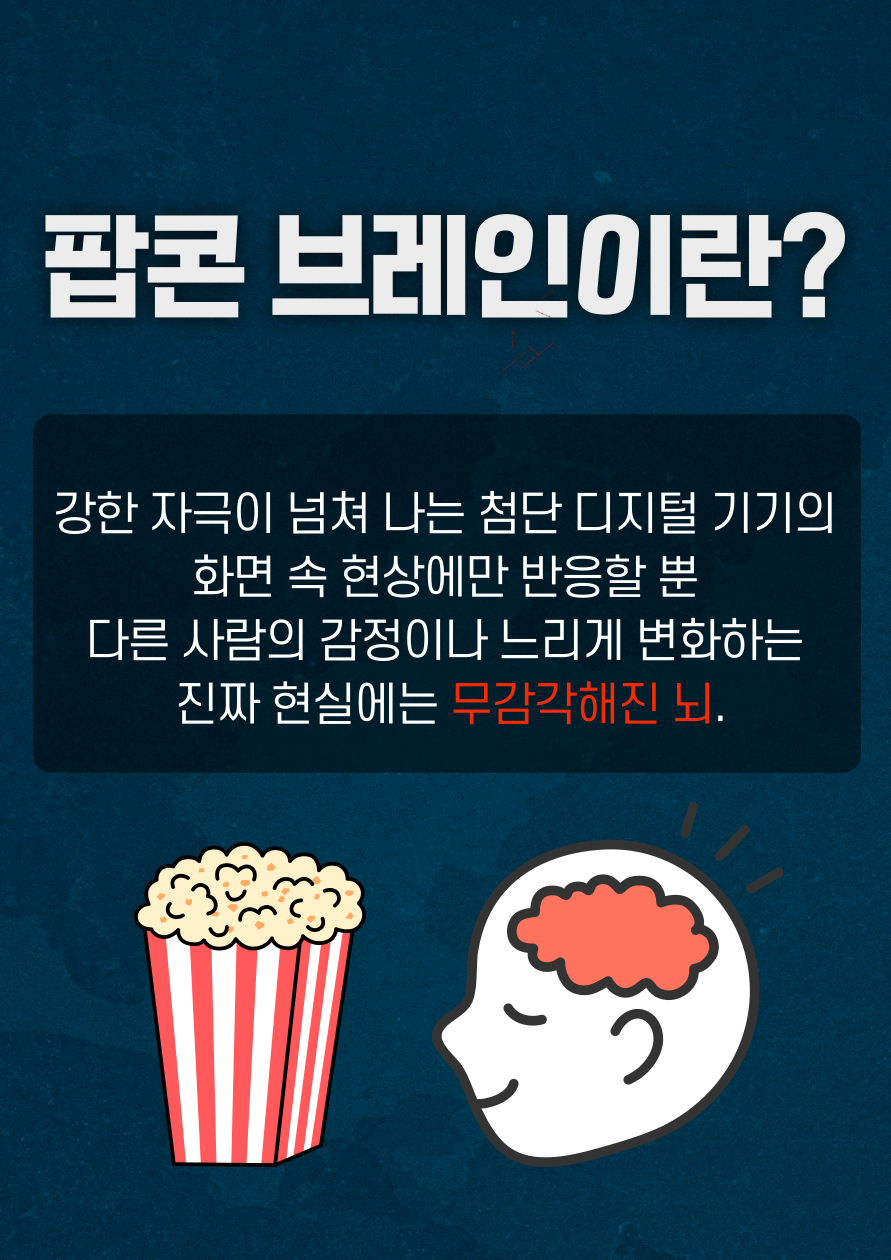 팝콘 브레인이란?
강한 자극이 넘쳐 나는 첨단 디지털 기기의
화면 속 현상에만 반응할 뿐
다른 사람의 감정이나 느리게 변화하는
진짜 현실에는 무감각해진 뇌.